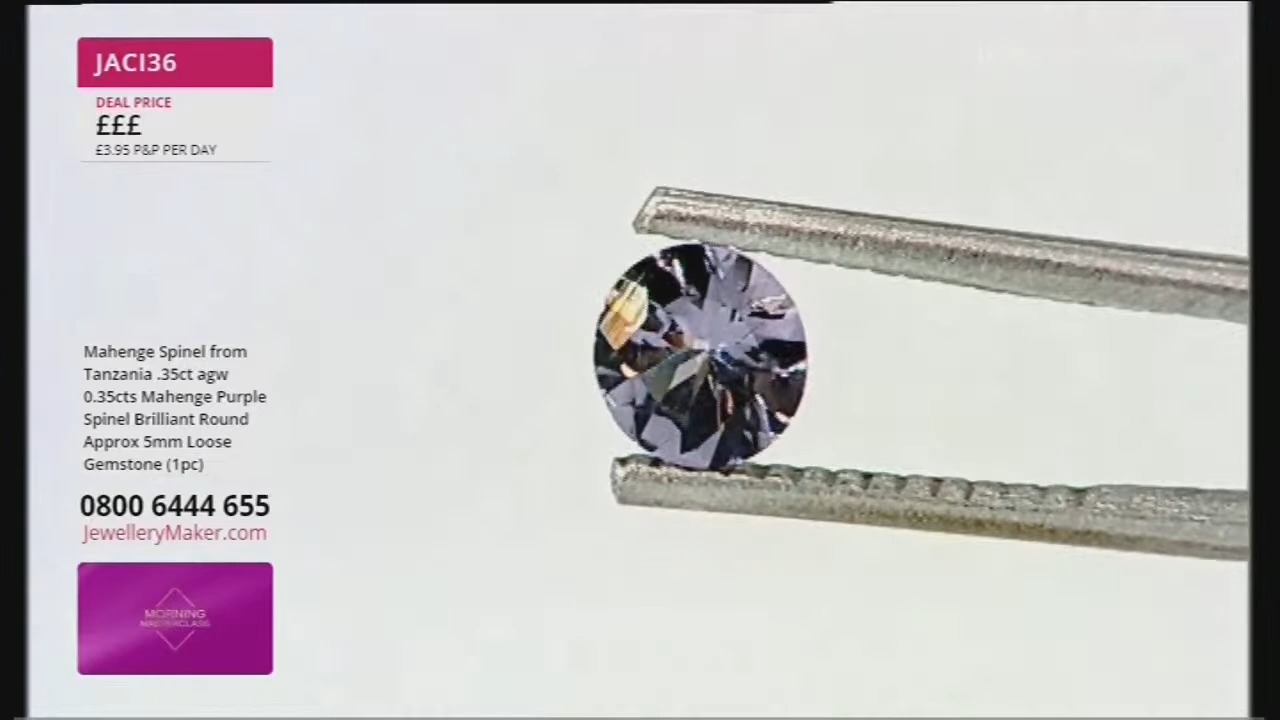 JACI36
DEAL PRICE
£££
£3.95 P&P PER DAY
Mahenge Spinel from
Tanzania .35ct agw
0.35cts Mahenge Purple
Spinel Brilliant Round
Approx 5mm Loose
Gemstone (1pc)
0800 6444 655
JewelleryMaker.com
MORNING
MASTERCLASS